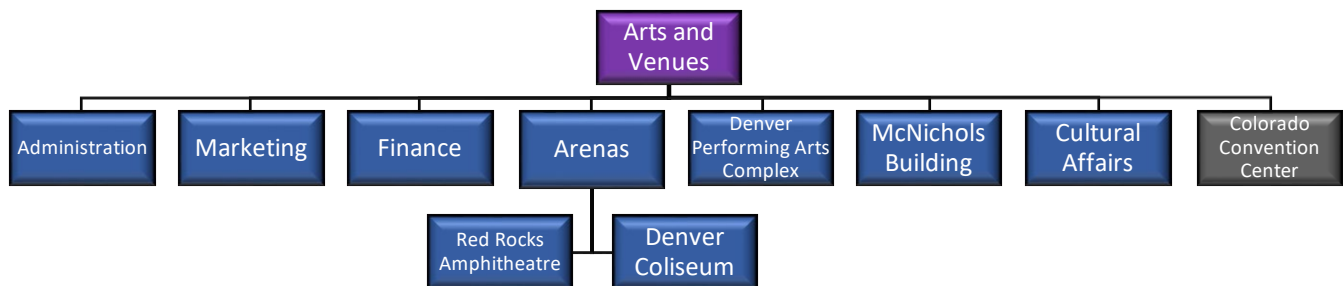 Arts and
Venues
Administration
Marketing
Finance
Arenas
Denver
Performing Arts
Complex
McNichols
Building
Cultural
Affairs
Colorado
Convention
Center
Red Rocks
Amphitheatre
Denver
Coliseum